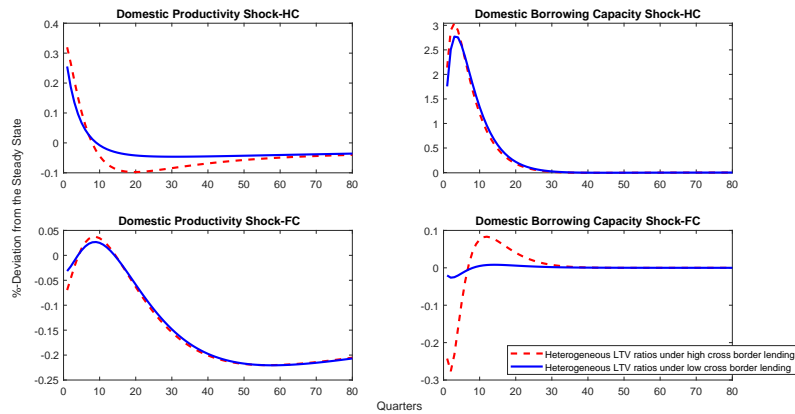 Domestic Productivity Shock-HC
0.4
0.3
0.2
0.1
0
-0.1
0 10 20 30 40 50 60 70 80
Domestic Borrowing Capacity Shock-HC
3
2.5
2
1.5
1
0.5
0
0 10 20 30 40 50 60 70 80
%-Deviation from the Steady State
Domestic Productivity Shock-FC
0.05
0
-0.05
-0.1
-0.15
-0.2
-0.25
0 10 20 30 40 50 60 70 80
Domestic Borrowing Capacity Shock-FC
0.1
0
-0.1
-0.2
-0.3
0 10 20 30 40 50 60 70 80
Heterogeneous LTV ratios under high cross border lending
Heterogeneous LTV ratios under low cross border lending
Quarters